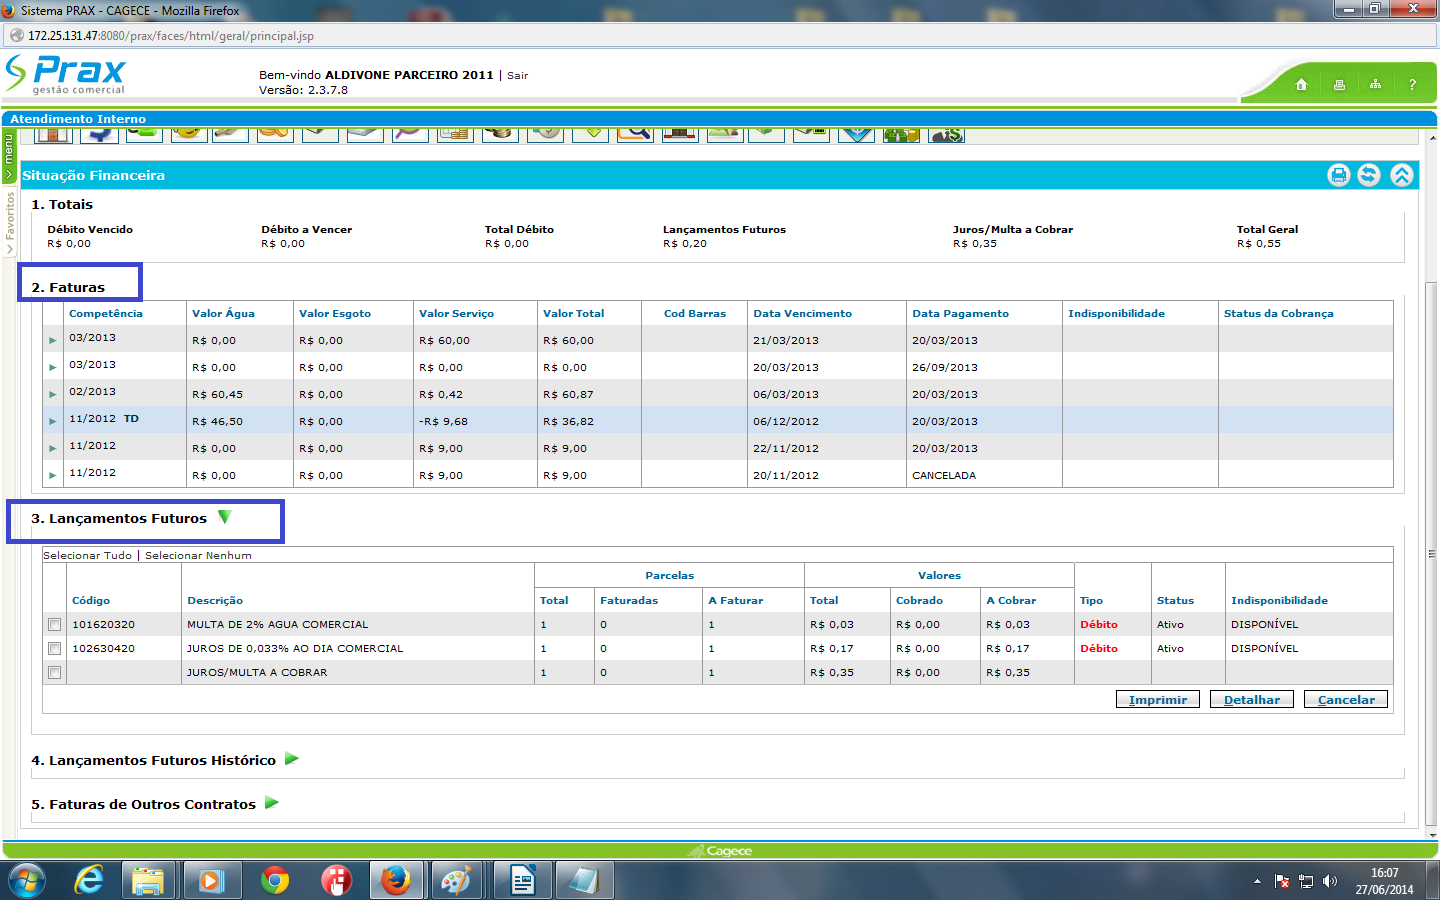 Sistema PRAX - CAGECE - Mozilla Firefox
172.25.131.47:8080/prax/faces/html/geral/principal.jsp
Prax
gestão comercial
Bem-vindo ALDIVONE PARCEIRO 2011 | Sair
Versão: 2.3.7.8
?
Atendimento Interno
> menu
> Favoritos
Situação Financeira
1. Totais
Débito Vencido Débito a Vencer Total Débito Lançamentos Futuros Juros/Multa a Cobrar Total Geral
R$ 0,00 R$ 0,00 R$ 0,00 R$ 0,20 R$ 0,35 R$ 0,55
2. Faturas
Competência Valor Água Valor Esgoto Valor Serviço Valor Total Cod Barras Data Vencimento Data Pagamento Indisponibilidade Status da Cobrança
03/2013 R$ 0,00 R$ 0,00 R$ 60,00 R$ 60,00 21/03/2013 20/03/2013
03/2013 R$ 0,00 R$ 0,00 R$ 0,00 R$ 0,00 20/03/2013 26/09/2013
02/2013 R$ 60,45 R$ 0,00 R$ 0,42 R$ 60,87 06/03/2013 20/03/2013
11/2012 TD R$ 46,50 R$ 0,00 -R$ 9,68 R$ 36,82 06/12/2012 20/03/2013
11/2012 R$ 0,00 R$ 0,00 R$ 9,00 R$ 9,00 22/11/2012 20/03/2013
11/2012 R$ 0,00 R$ 0,00 R$ 9,00 R$ 9,00 20/11/2012 CANCELADA
3. Lançamentos Futuros
Selecionar Tudo | Selecionar Nenhum
Parcelas Valores
Código Descrição Total Faturadas A Faturar Total Cobrado A Cobrar Tipo Status Indisponibilidade
101620320 MULTA DE 2% AGUA COMERCIAL 1 0 1 R$ 0,03 R$ 0,00 R$ 0,03 Débito Ativo DISPONÍVEL
102630420 JUROS DE 0,033% AO DIA COMERCIAL 1 0 1 R$ 0,17 R$ 0,00 R$ 0,17 Débito Ativo DISPONÍVEL
JUROS/MULTA A COBRAR 1 0 1 R$ 0,35 R$ 0,00 R$ 0,35
Imprimir Detalhar Cancelar
4. Lançamentos Futuros Histórico
5. Faturas de Outros Contratos
Cagece
16:07
27/06/2014